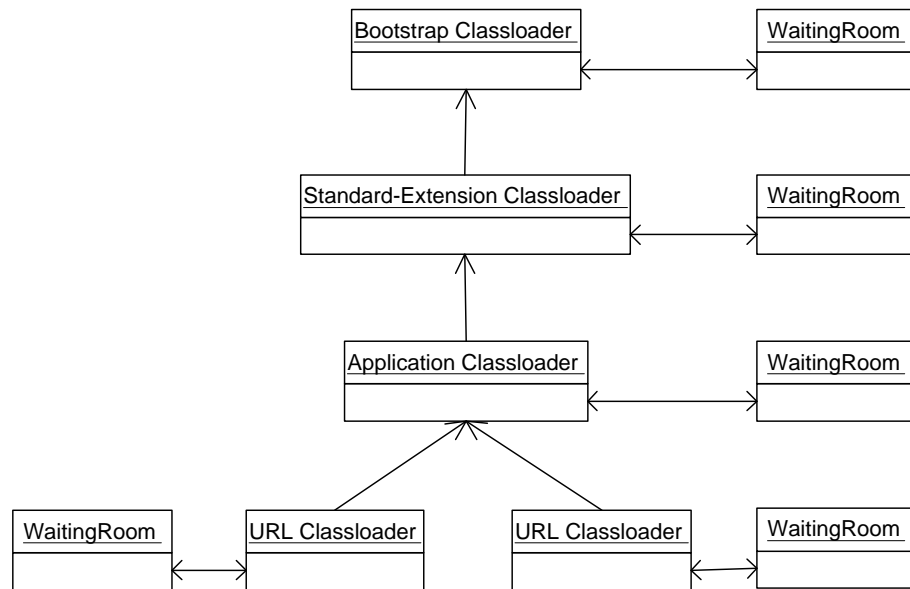 Bootstrap Classloader
WaitingRoom
Standard-Extension Classloader
WaitingRoom
Application Classloader
WaitingRoom
WaitingRoom
URL Classloader
URL Classloader
WaitingRoom